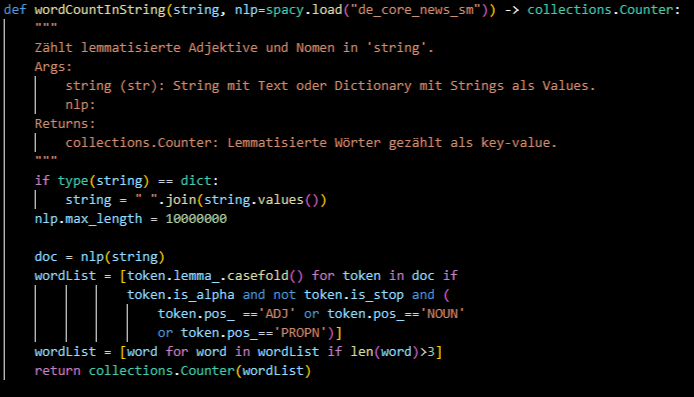 def wordCountInString(string, nlp=spacy.load("de_core_news_sm")) -> collections.Counter:
    """
    Zählt lemmatisierte Adjektive und Nomen in 'string'.
    Args:
        string (str): String mit Text oder Dictionary mit Strings als Values.
        nlp:
    Returns:
        collections.Counter: Lemmatisierte Wörter gezählt als key-value.
    """
    if type(string) == dict:
        string = " ".join(string.values())
    nlp.max_length = 10000000

    doc = nlp(string)
    wordList = [token.lemma_.casefold() for token in doc if
                token.is_alpha and not token.is_stop and (
                    token.pos_ =='ADJ' or token.pos_=='NOUN'
                    or token.pos_=='PROPN')]
    wordList = [word for word in wordList if len(word)>3]
    return collections.Counter(wordList)